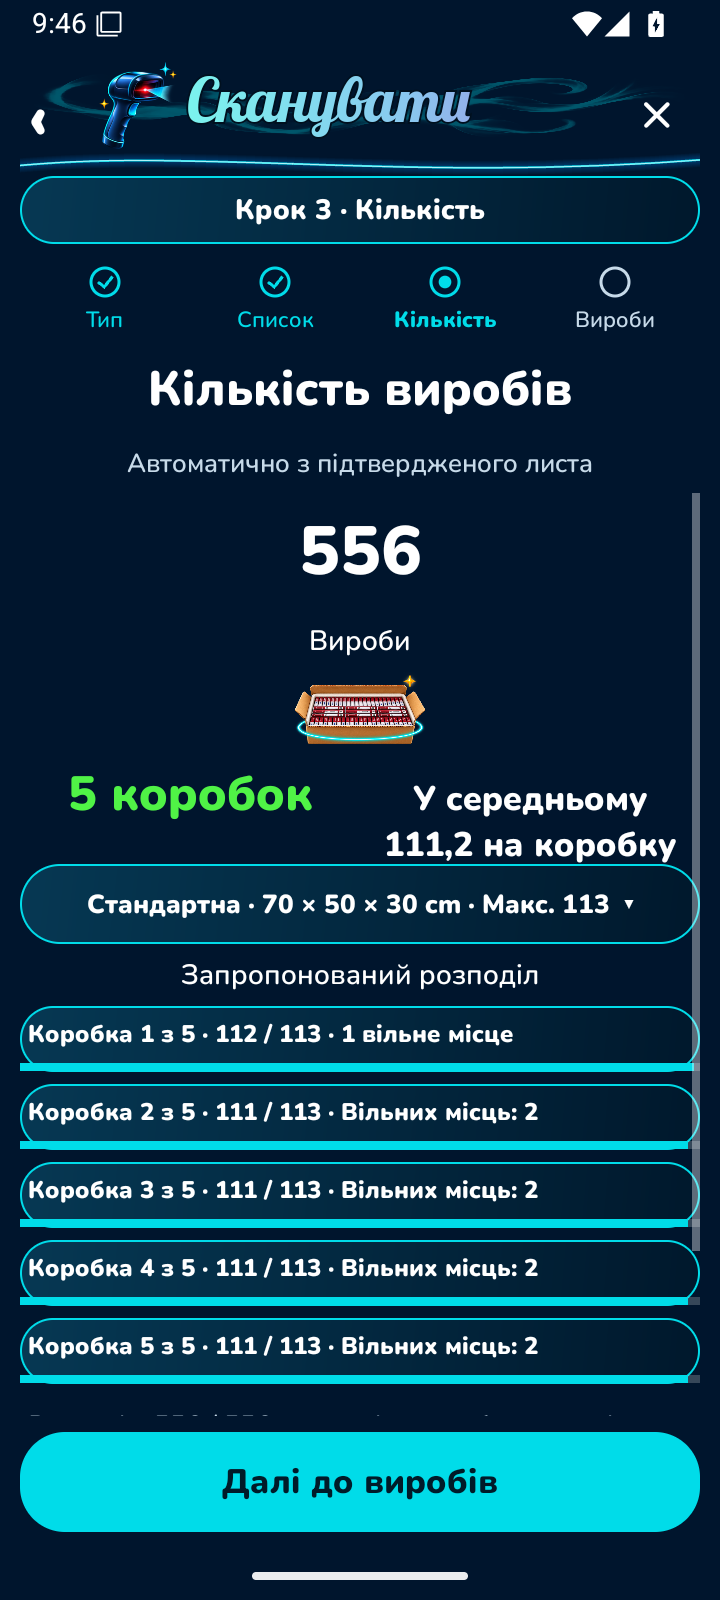 9:46
Сканувати
Крок 3 · Кількість
Тип
Список
Кількість
Вироби
Кількість виробів
Автоматично з підтвердженого листа
556
Вироби
5 коробок
У середньому
111,2 на коробку
Стандартна · 70 × 50 × 30 cm · Макс. 113 ▼
Запропонований розподіл
Коробка 1 з 5 · 112 / 113 · 1 вільне місце
Коробка 2 з 5 · 111 / 113 · Вільних місць: 2
Коробка 3 з 5 · 111 / 113 · Вільних місць: 2
Коробка 4 з 5 · 111 / 113 · Вільних місць: 2
Коробка 5 з 5 · 111 / 113 · Вільних місць: 2
Далі до виробів